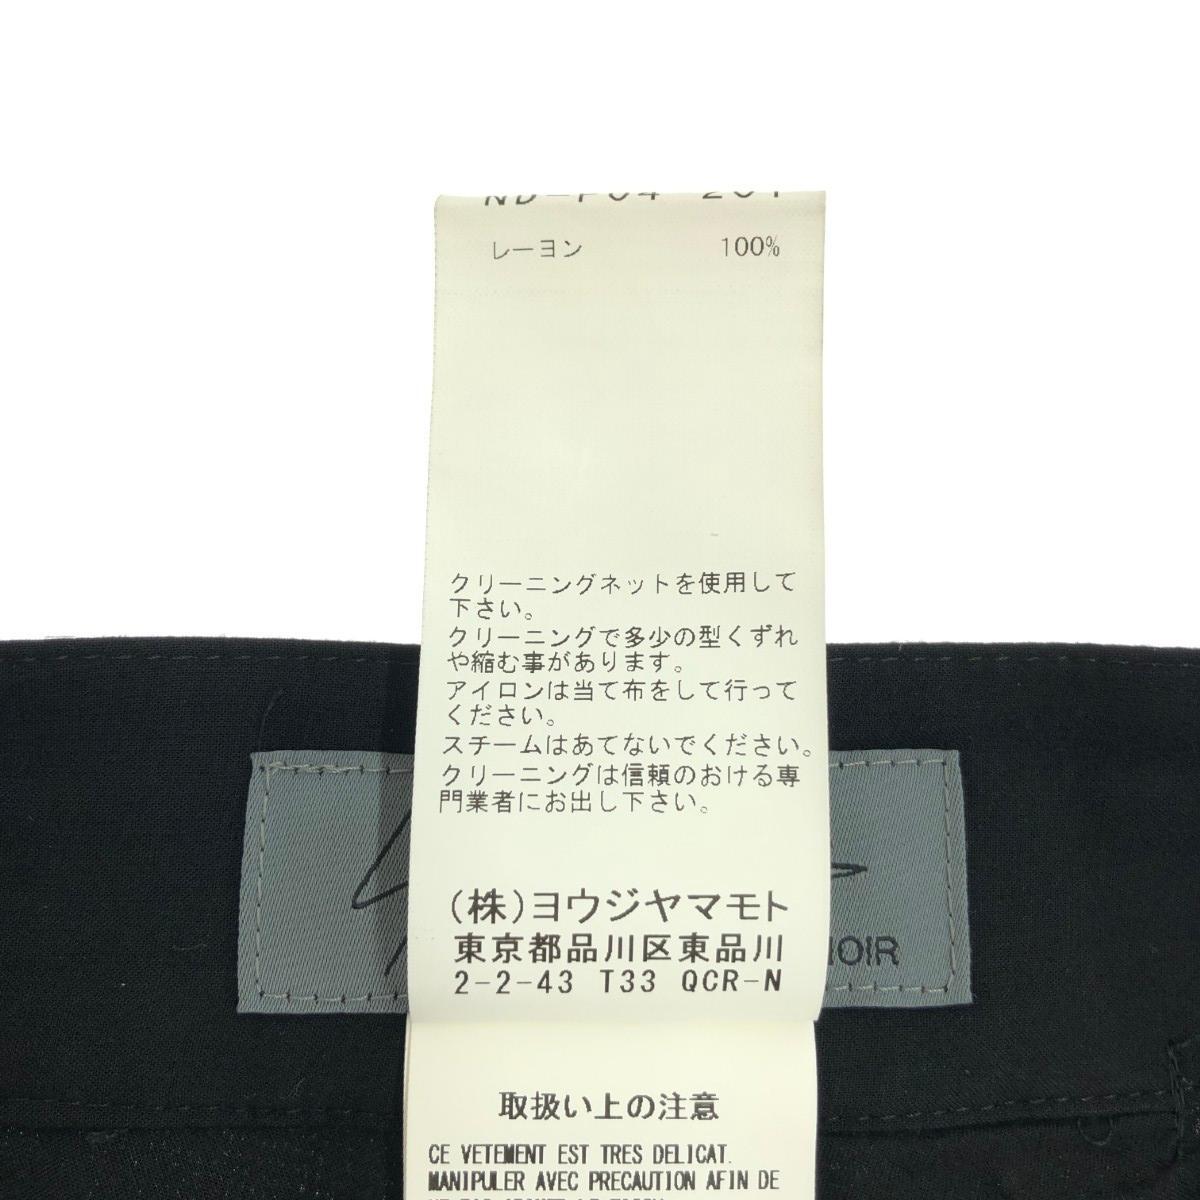 ND-P04 201
レーヨン 100%
クリーニングネットを使用して
下さい。
クリーニングで多少の型くずれ
や縮む事があります。
アイロンは当て布をして行って
ください。
スチームはあてないでください。
クリーニングは信頼のおける専
門業者にお出し下さい。
(株)ヨウジヤマモト
東京都品川区東品川
2-2-43 T33 QCR-N
NOIR
取扱い上の注意
CE VETEMENT EST TRES DELICAT.
MANIPULER AVEC PRECAUTION AFIN DE